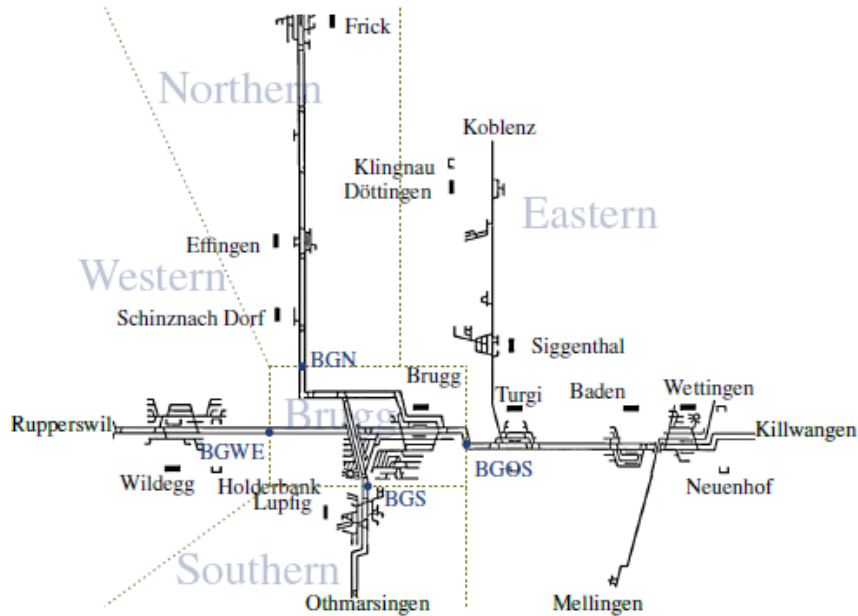 Frick
Northern
Koblenz
Klingnau
Döttingen
Eastern
Effingen
Western
Schinznach Dorf
Siggenthal
BGN
Brugg
Turgi
Baden
Wettingen
Brugg
Rupperswil
Killwangen
BGWE
BGOS
Wildegg
Holderbank
Neuenhof
BGS
Lupfig
Southern
Othmarsingen
Mellingen